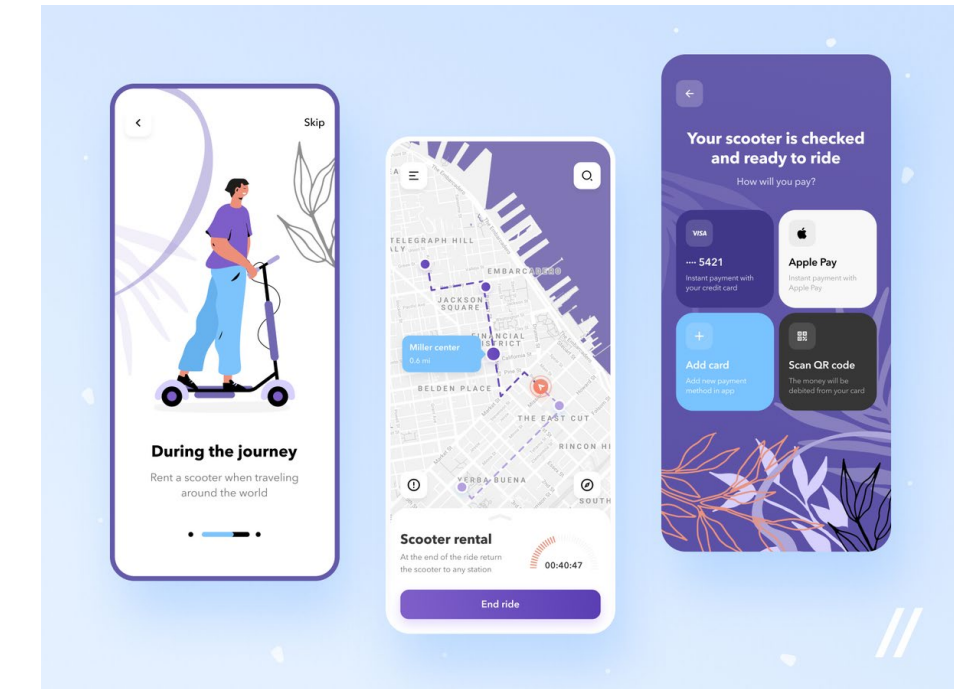 Skip
During the journey
Rent a scooter when traveling
around the world
TELEGRAPH HILL
EMBARCADERO
JACKSON
SQUARE
FINANCIAL
DISTRICT
Miller center
0.6 mi
BELDEN PLACE
THE EAST CUT
RINCON HI
YERBA BUENA
SOUTH
Scooter rental
At the end of the ride return
the scooter to any station
00:40:47
End ride
Your scooter is checked
and ready to ride
How will you pay?
VISA
.... 5421
Instant payment with
your credit card
Apple Pay
Instant payment with
Apple Pay
Add card
Add new payment
method in app
Scan QR code
The money will be
debited from your card